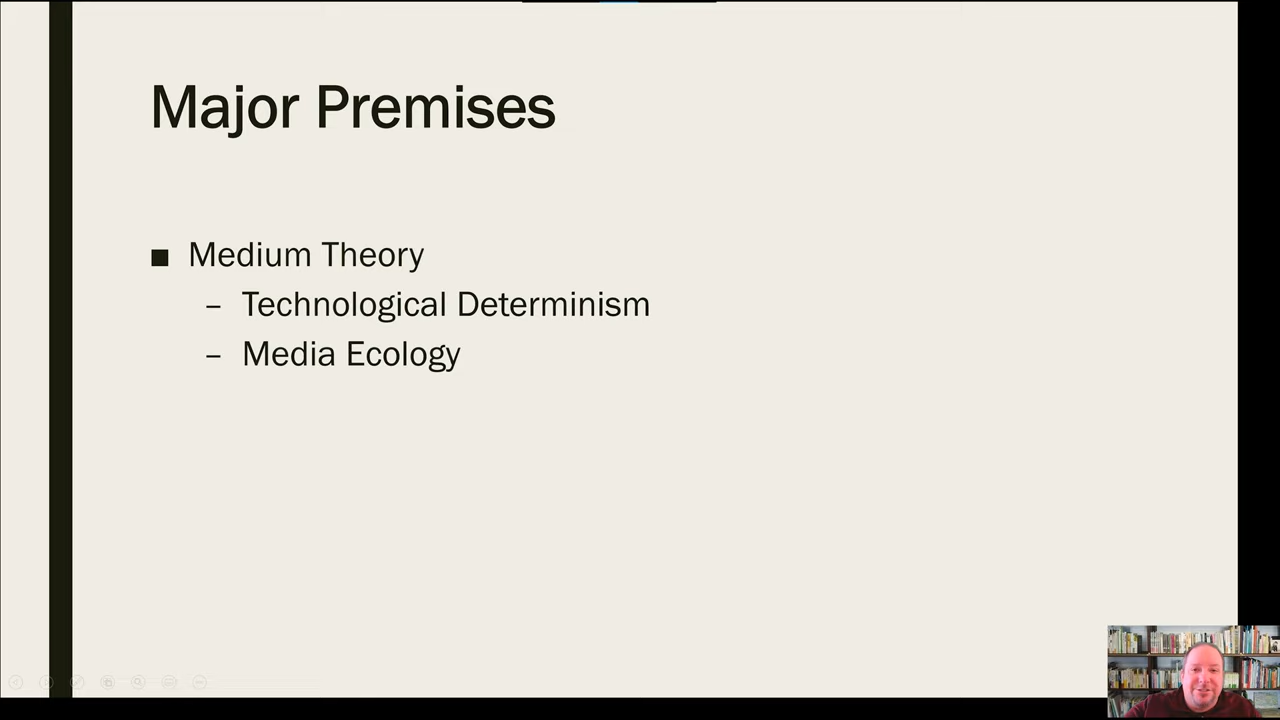 Major Premises
■ Medium Theory
– Technological Determinism
– Media Ecology